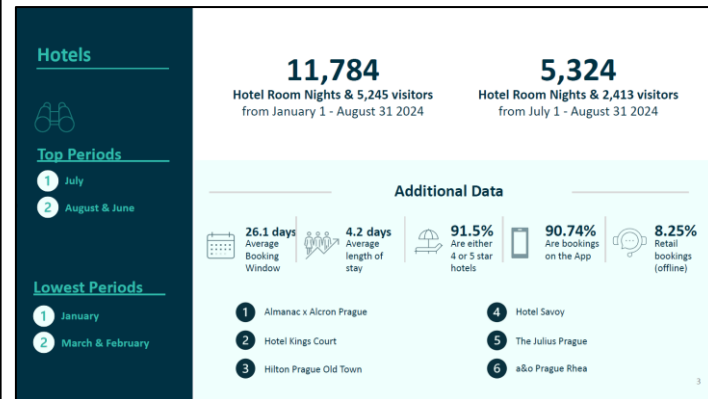 Hotels
Top Periods
1 July
2 August & June
Lowest Periods
1 January
2 March & February
11,784
Hotel Room Nights & 5,245 visitors
from January 1 - August 31 2024
5,324
Hotel Room Nights & 2,413 visitors
from July 1 - August 31 2024
Additional Data
26.1 days
Average
Booking
Window
4.2 days
Average
length of
stay
91.5%
Are either
4 or 5 star
hotels
90.74%
Are bookings
on the App
8.25%
Retail
bookings
(offline)
1 Almanac x Alcron Prague
2 Hotel Kings Court
3 Hilton Prague Old Town
4 Hotel Savoy
5 The Julius Prague
6 a&o Prague Rhea
3